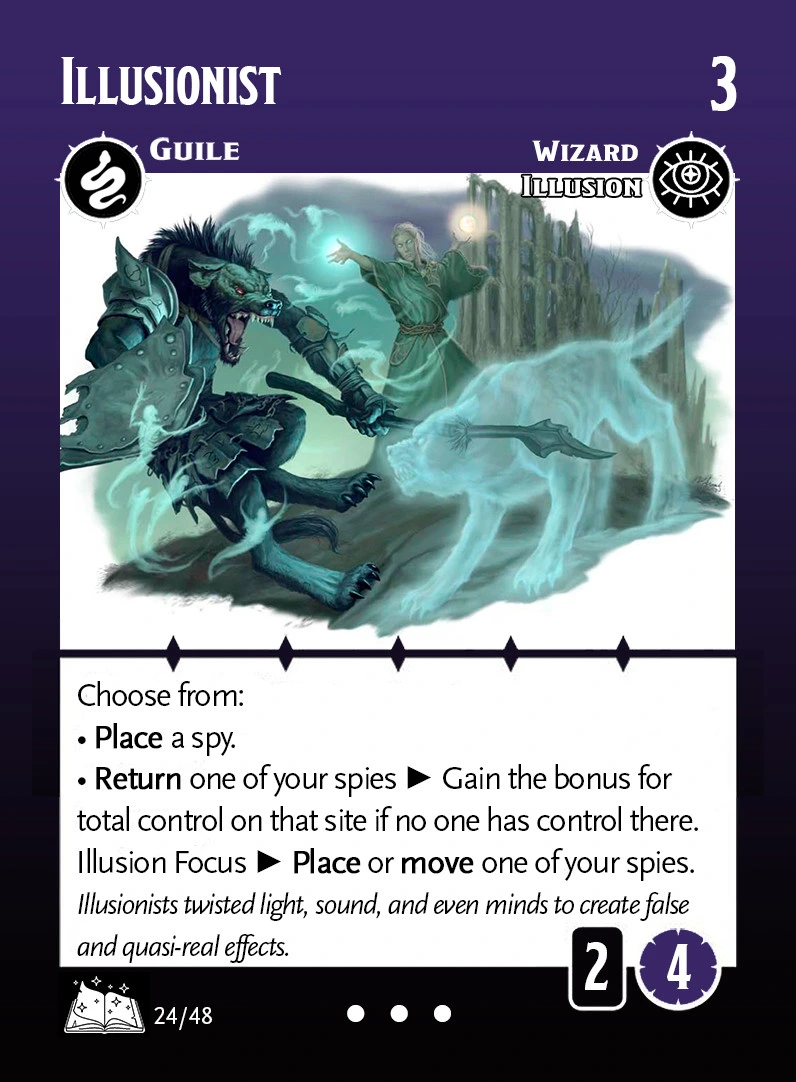 Illusionist
3
Guile
Wizard
Illusion
Choose from:
• Place a spy.
• Return one of your spies ► Gain the bonus for
total control on that site if no one has control there.
Illusion Focus ► Place or move one of your spies.
Illusionists twisted light, sound, and even minds to create false
and quasi-real effects.
2
4
24/48